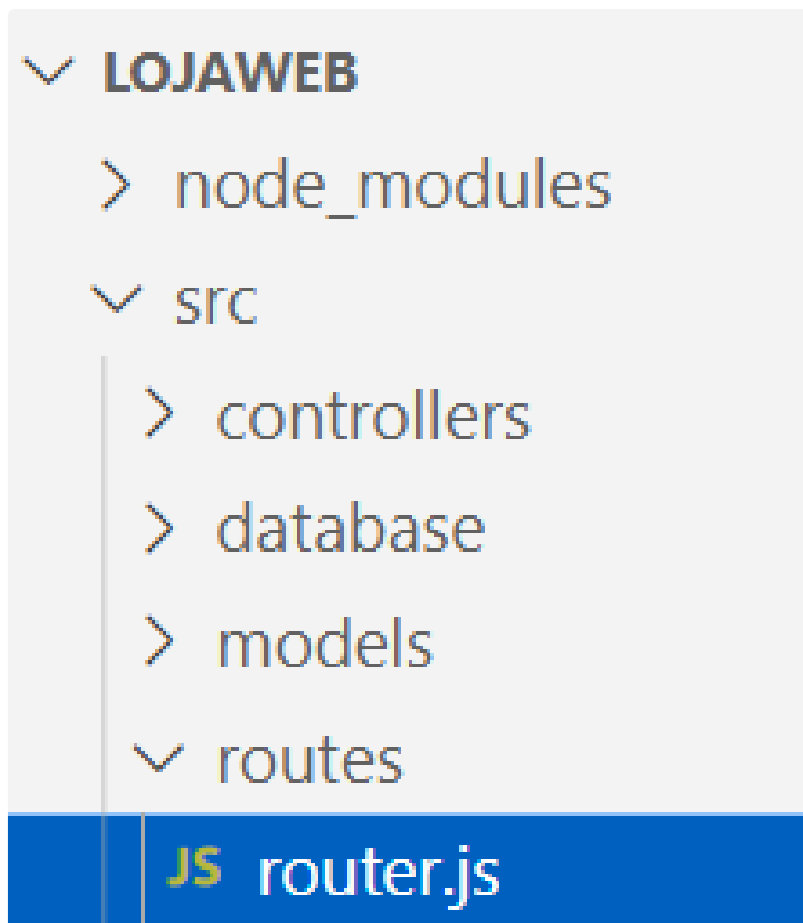 LOJAWEB
node_modules
src
controllers
database
models
routes
JS router.js